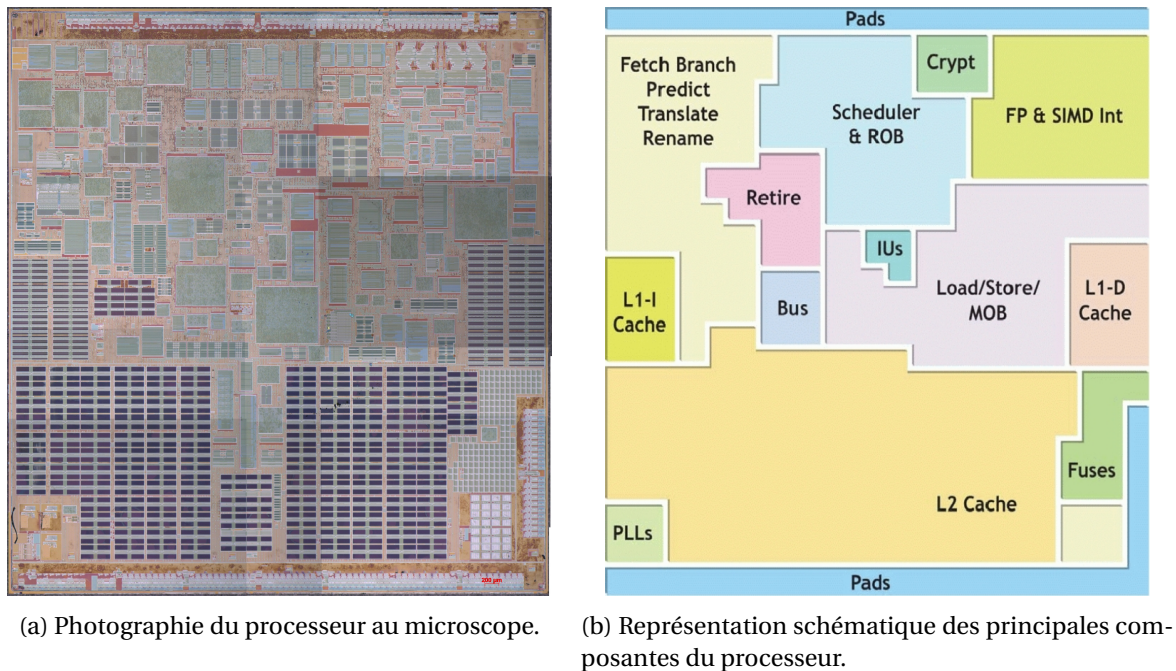 200 µm
Pads
Fetch Branch
Predict
Translate
Rename
Scheduler
& ROB
Crypt
FP & SIMD Int
Retire
IUs
L1-I
Cache
Bus
Load/Store/
MOB
L1-D
Cache
L2 Cache
Fuses
PLLs
Pads
(a) Photographie du processeur au microscope.
(b) Représentation schématique des principales com-
posantes du processeur.